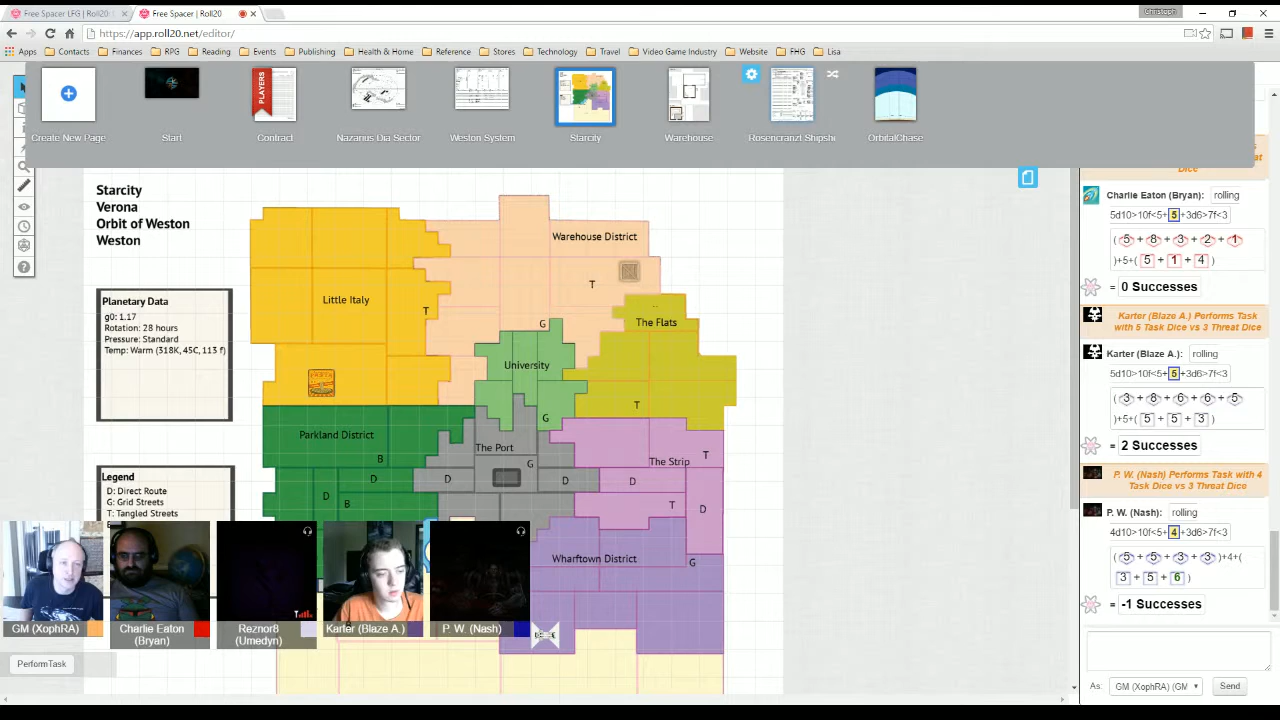 Free Spacer LFG | Roll20
Free Spacer | Roll20
Christoph
https://app.roll20.net/editor/
Apps
Contacts
Finances
RPG
Reading
Events
Publishing
Health & Home
Reference
Stores
Technology
Travel
Video Game Industry
Website
FHG
Lisa
PLAYERS
Create New Page
Start
Contract
Nazarius Dia Sector
Weston System
Starcity
Warehouse
Rosencranzt Shipshi
OrbitalChase
Starcity
Verona
Orbit of Weston
Weston
Planetary Data
g0: 1.17
Rotation: 28 hours
Pressure: Standard
Temp: Warm (318K, 45C, 113 f)
Legend
D: Direct Route
G: Grid Streets
T: Tangled Streets
Warehouse District
T
Little Italy
T
G
The Flats
University
T
G
Parkland District
B
The Port
G
The Strip
T
D
D
D
D
D
B
T
D
Wharftown District
G
GM (XophRA)
Charlie Eaton (Bryan)
Reznor8 (Umedyn)
Karter (Blaze A.)
P. W. (Nash)
PerformTask
Dice
Charlie Eaton (Bryan): rolling
5d10>10f<5+5+3d6>7f<3
(5+8+3+2+1
)+5+(5+1+4)
= 0 Successes
Karter (Blaze A.) Performs Task
with 5 Task Dice vs 3 Threat Dice
Karter (Blaze A.): rolling
5d10>10f<5+5+3d6>7f<3
(3+8+6+6+5
)+5+(5+5+3)
= 2 Successes
P. W. (Nash) Performs Task with 4
Task Dice vs 3 Threat Dice
P. W. (Nash): rolling
4d10>10f<5+4+3d6>7f<3
(5+5+3+3)+4+(
3+5+6)
= -1 Successes
As: GM (XophRA) (GM
Send